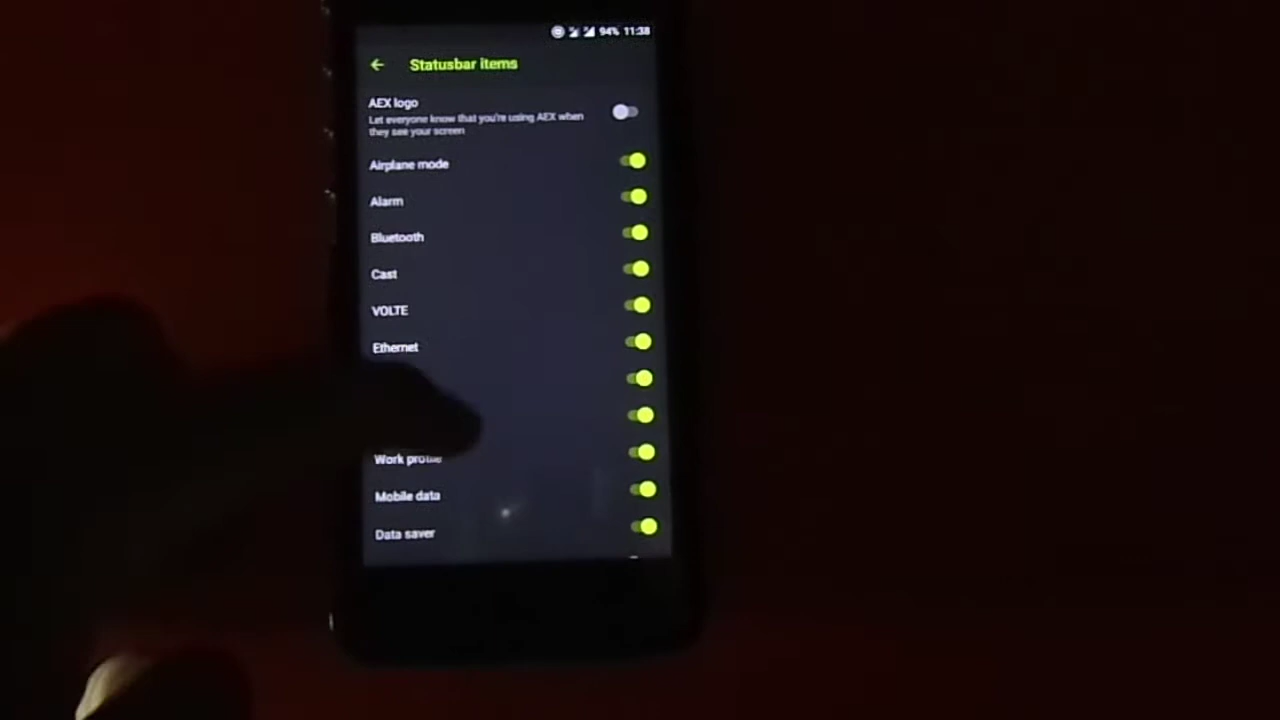 94% 11:38
Statusbar items
AEX logo
Let everyone know that you're using AEX when
they see your screen
Airplane mode
Alarm
Bluetooth
Cast
VOLTE
Ethernet
Work profile
Mobile data
Data saver